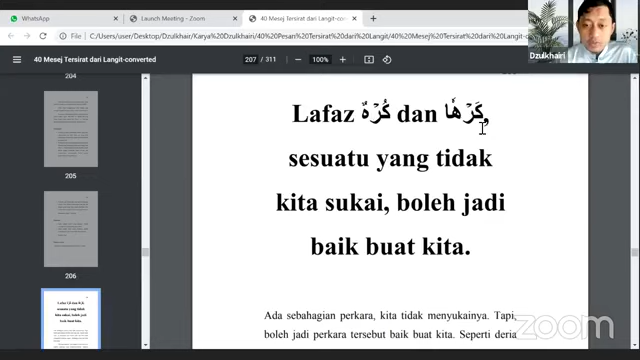 WhatsApp
Launch Meeting - Zoom
40 Mesej Tersirat dari Langit-conv
C:/Users/user/Desktop/Dzulkhair/Karya%20Dzulkhairi/40%20Pesan%20Tersirat%20dari%20Langit/40%20Mesej%20Tersirat%20dari%20Langit-c
40 Mesej Tersirat dari Langit-converted
207 / 311
100%
Dzulkhairi
204
205
206
Lafaz كُرْهٌ dan كَرْهًا,
sesuatu yang tidak
kita sukai, boleh jadi
baik buat kita.
Ada sebahagian perkara, kita tidak menyukainya. Tapi,
boleh jadi perkara tersebut baik buat kita. Seperti deria
zoom